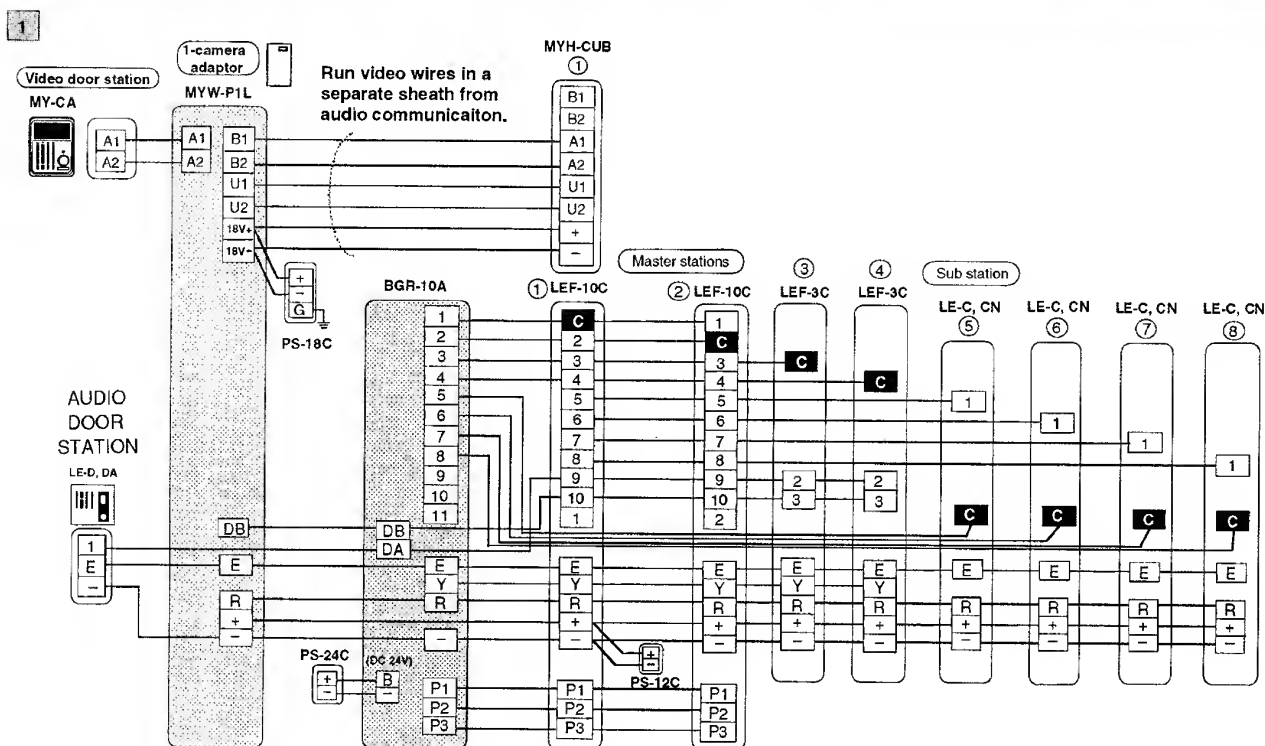 1
1-camera
adaptor
Video door station
MY-CA
MYW-P1L
Run video wires in a
separate sheath from
audio communicaiton.
MYH-CUB
①
A1
A2
A1
A2
B1
B2
U1
U2
18V+
18V−
B1
B2
A1
A2
U1
U2
+
−
+
−
G
PS-18C
Master stations
Sub station
BGR-10A
① LEF-10C
② LEF-10C
③
LEF-3C
④
LEF-3C
LE-C, CN
⑤
LE-C, CN
⑥
LE-C, CN
⑦
LE-C, CN
⑧
1
2
3
4
5
6
7
8
9
10
11
C
2
3
4
5
6
7
8
9
10
1
1
C
3
4
5
6
7
8
9
10
2
C
2
3
C
2
3
1
C
1
C
1
C
1
C
AUDIO
DOOR
STATION
LE-D, DA
1
E
−
DB
E
R
+
−
DB
DA
E
Y
R
−
E
Y
R
+
−
E
Y
R
+
−
E
Y
R
+
−
E
Y
R
+
−
E
R
+
−
E
R
+
−
E
R
+
−
E
R
+
−
PS-24C
+
−
(DC 24V)
B
−
+
−
PS-12C
P1
P2
P3
P1
P2
P3
P1
P2
P3